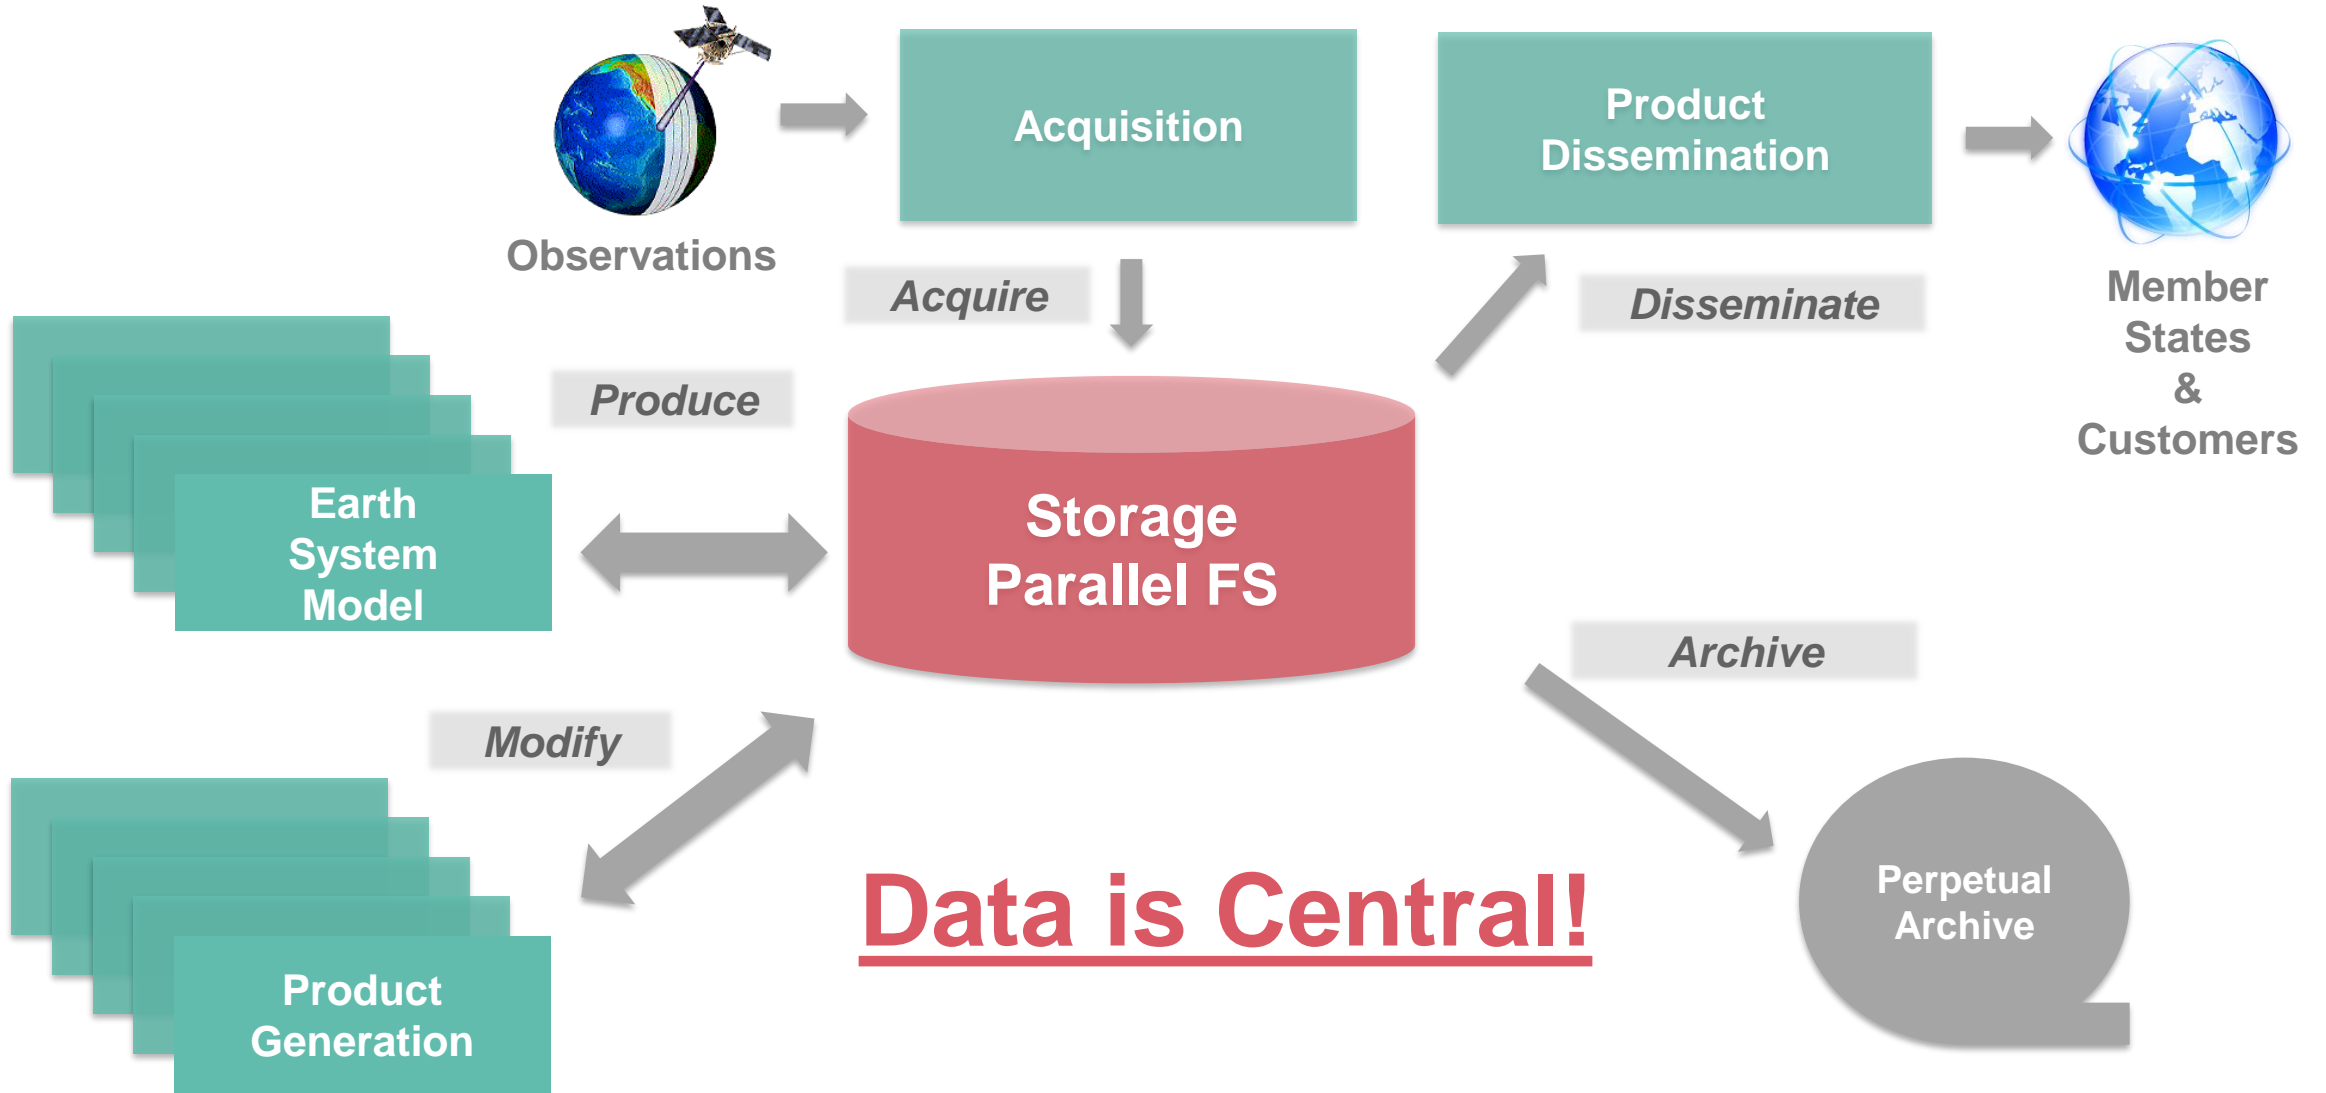 Observations
Acquisition
Product
Dissemination
Member
States
&
Customers
Acquire
Disseminate
Produce
Earth
System
Model
Storage
Parallel FS
Archive
Modify
Data is Central!
Perpetual
Archive
Product
Generation